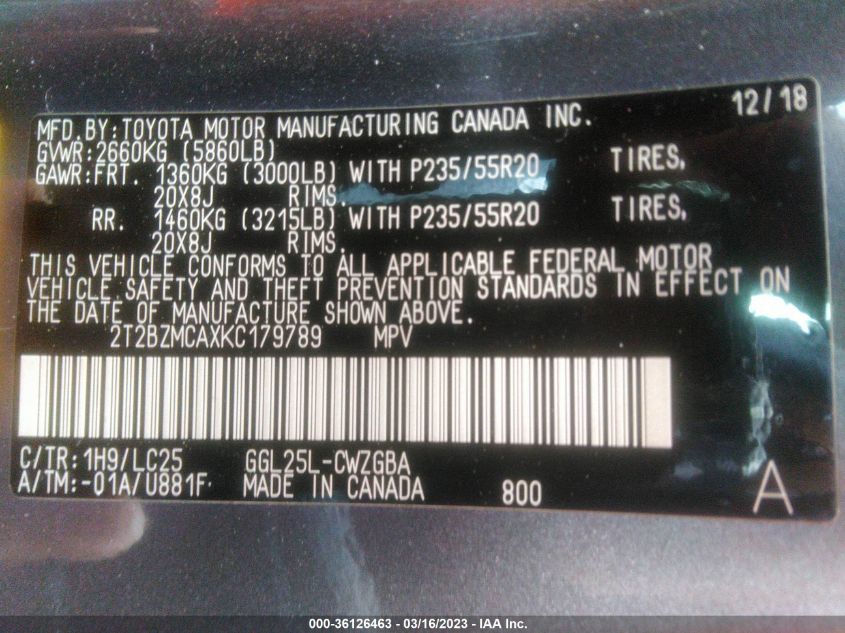 12/18
MFD.BY:TOYOTA MOTOR MANUFACTURING CANADA INC.
GVWR:2660KG (5860LB)
GAWR:FRT. 1360KG (3000LB) WITH P235/55R20 TIRES,
20X8J RIMS.
RR. 1460KG (3215LB) WITH P235/55R20 TIRES,
20X8J RIMS.
THIS VEHICLE CONFORMS TO ALL APPLICABLE FEDERAL MOTOR
VEHICLE SAFETY AND THEFT PREVENTION STANDARDS IN EFFECT ON
THE DATE OF MANUFACTURE SHOWN ABOVE.
2T2BZMCAXKC179789 MPV
C/TR:1H9/LC25 GGL25L-CWZGBA
A/TM:-01A/U881F MADE IN CANADA 800 A
000-36126463 - 03/16/2023 - IAA Inc.